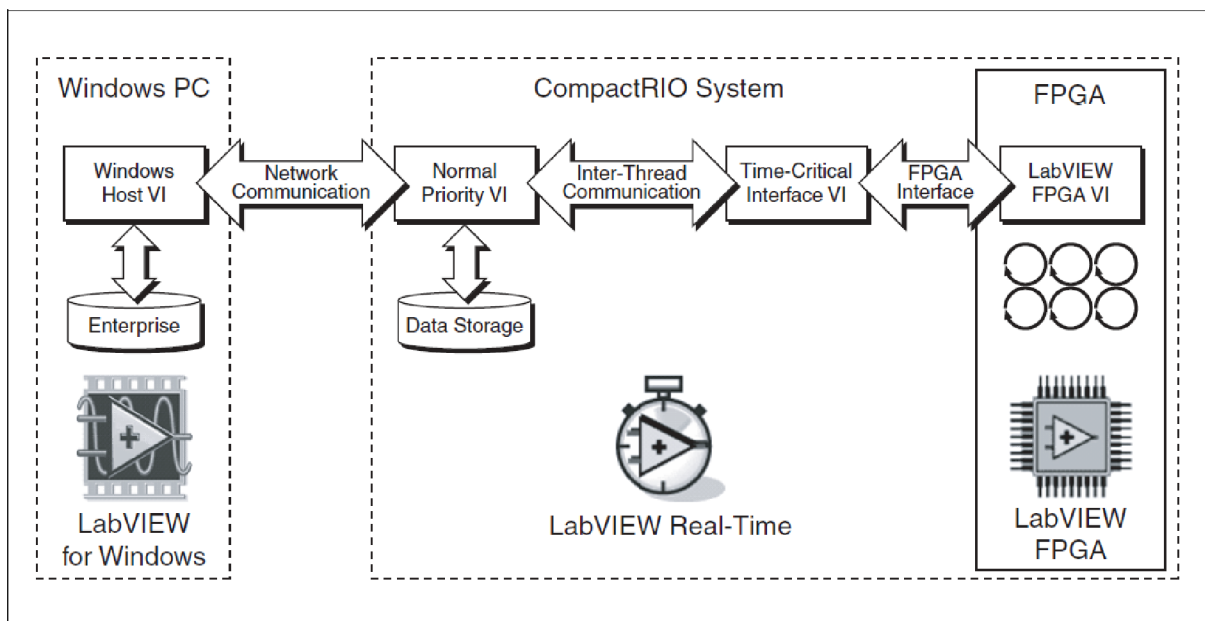 Windows PC
CompactRIO System
FPGA
Windows
Host VI
Network
Communication
Normal
Priority VI
Inter-Thread
Communication
Time-Critical
Interface VI
FPGA
Interface
LabVIEW
FPGA VI
Enterprise
Data Storage
LabVIEW
for Windows
LabVIEW Real-Time
LabVIEW
FPGA